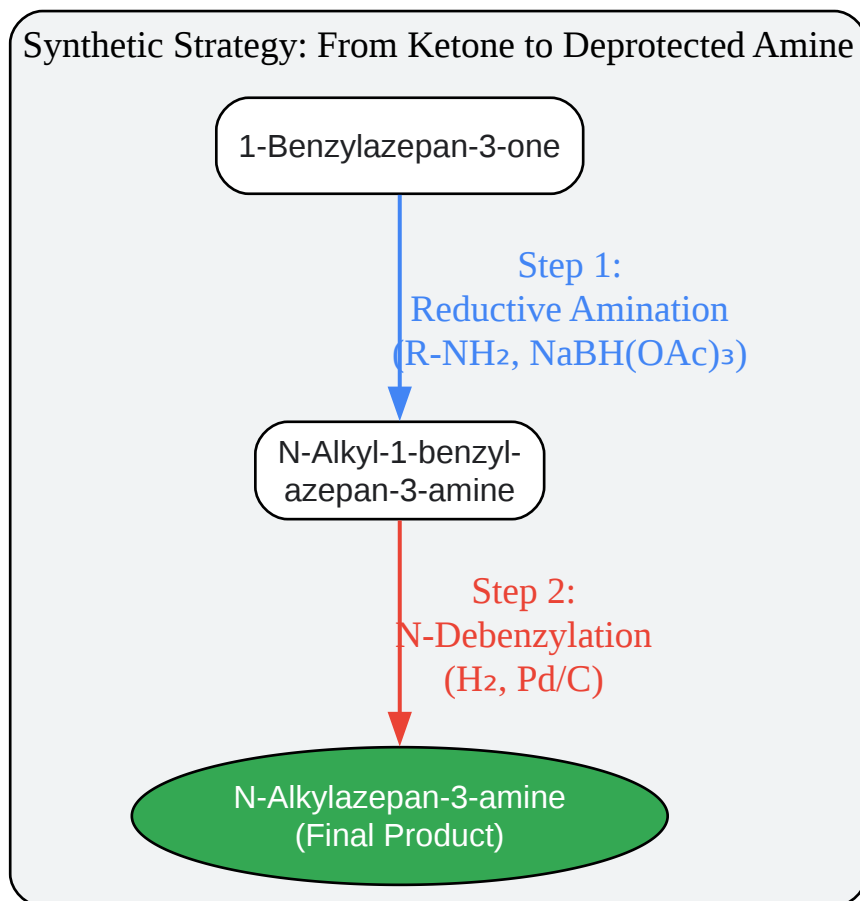 Synthetic Strategy: From Ketone to Deprotected Amine
1-Benzylazepan-3-one
Step 1:
Reductive Amination
(R-NH₂, NaBH(OAc)₃)
N-Alkyl-1-benzyl-
azepan-3-amine
Step 2:
N-Debenzylation
(H₂, Pd/C)
N-Alkylazepan-3-amine
(Final Product)